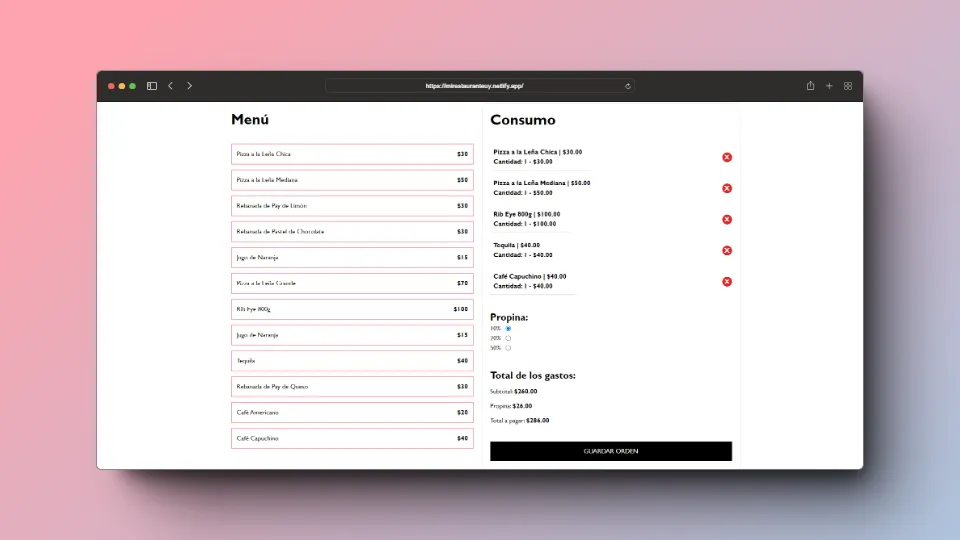 https://mirestauranteuy.netlify.app/
Menú
Pizza a la Leña Chica $30
Pizza a la Leña Mediana $50
Rebanada de Pay de Limón $30
Rebanada de Pastel de Chocolate $30
Jugo de Naranja $15
Pizza a la Leña Grande $70
Rib Eye 800g $100
Jugo de Naranja $15
Tequila $40
Rebanada de Pay de Queso $30
Café Americano $20
Café Capuchino $40
Consumo
Pizza a la Leña Chica | $30.00
Cantidad: 1 - $30.00
Pizza a la Leña Mediana | $50.00
Cantidad: 1 - $50.00
Rib Eye 800g | $100.00
Cantidad: 1 - $100.00
Tequila | $40.00
Cantidad: 1 - $40.00
Café Capuchino | $40.00
Cantidad: 1 - $40.00
Propina:
10%
20%
50%
Total de los gastos:
Subtotal: $260.00
Propina: $26.00
Total a pagar: $286.00
GUARDAR ORDEN